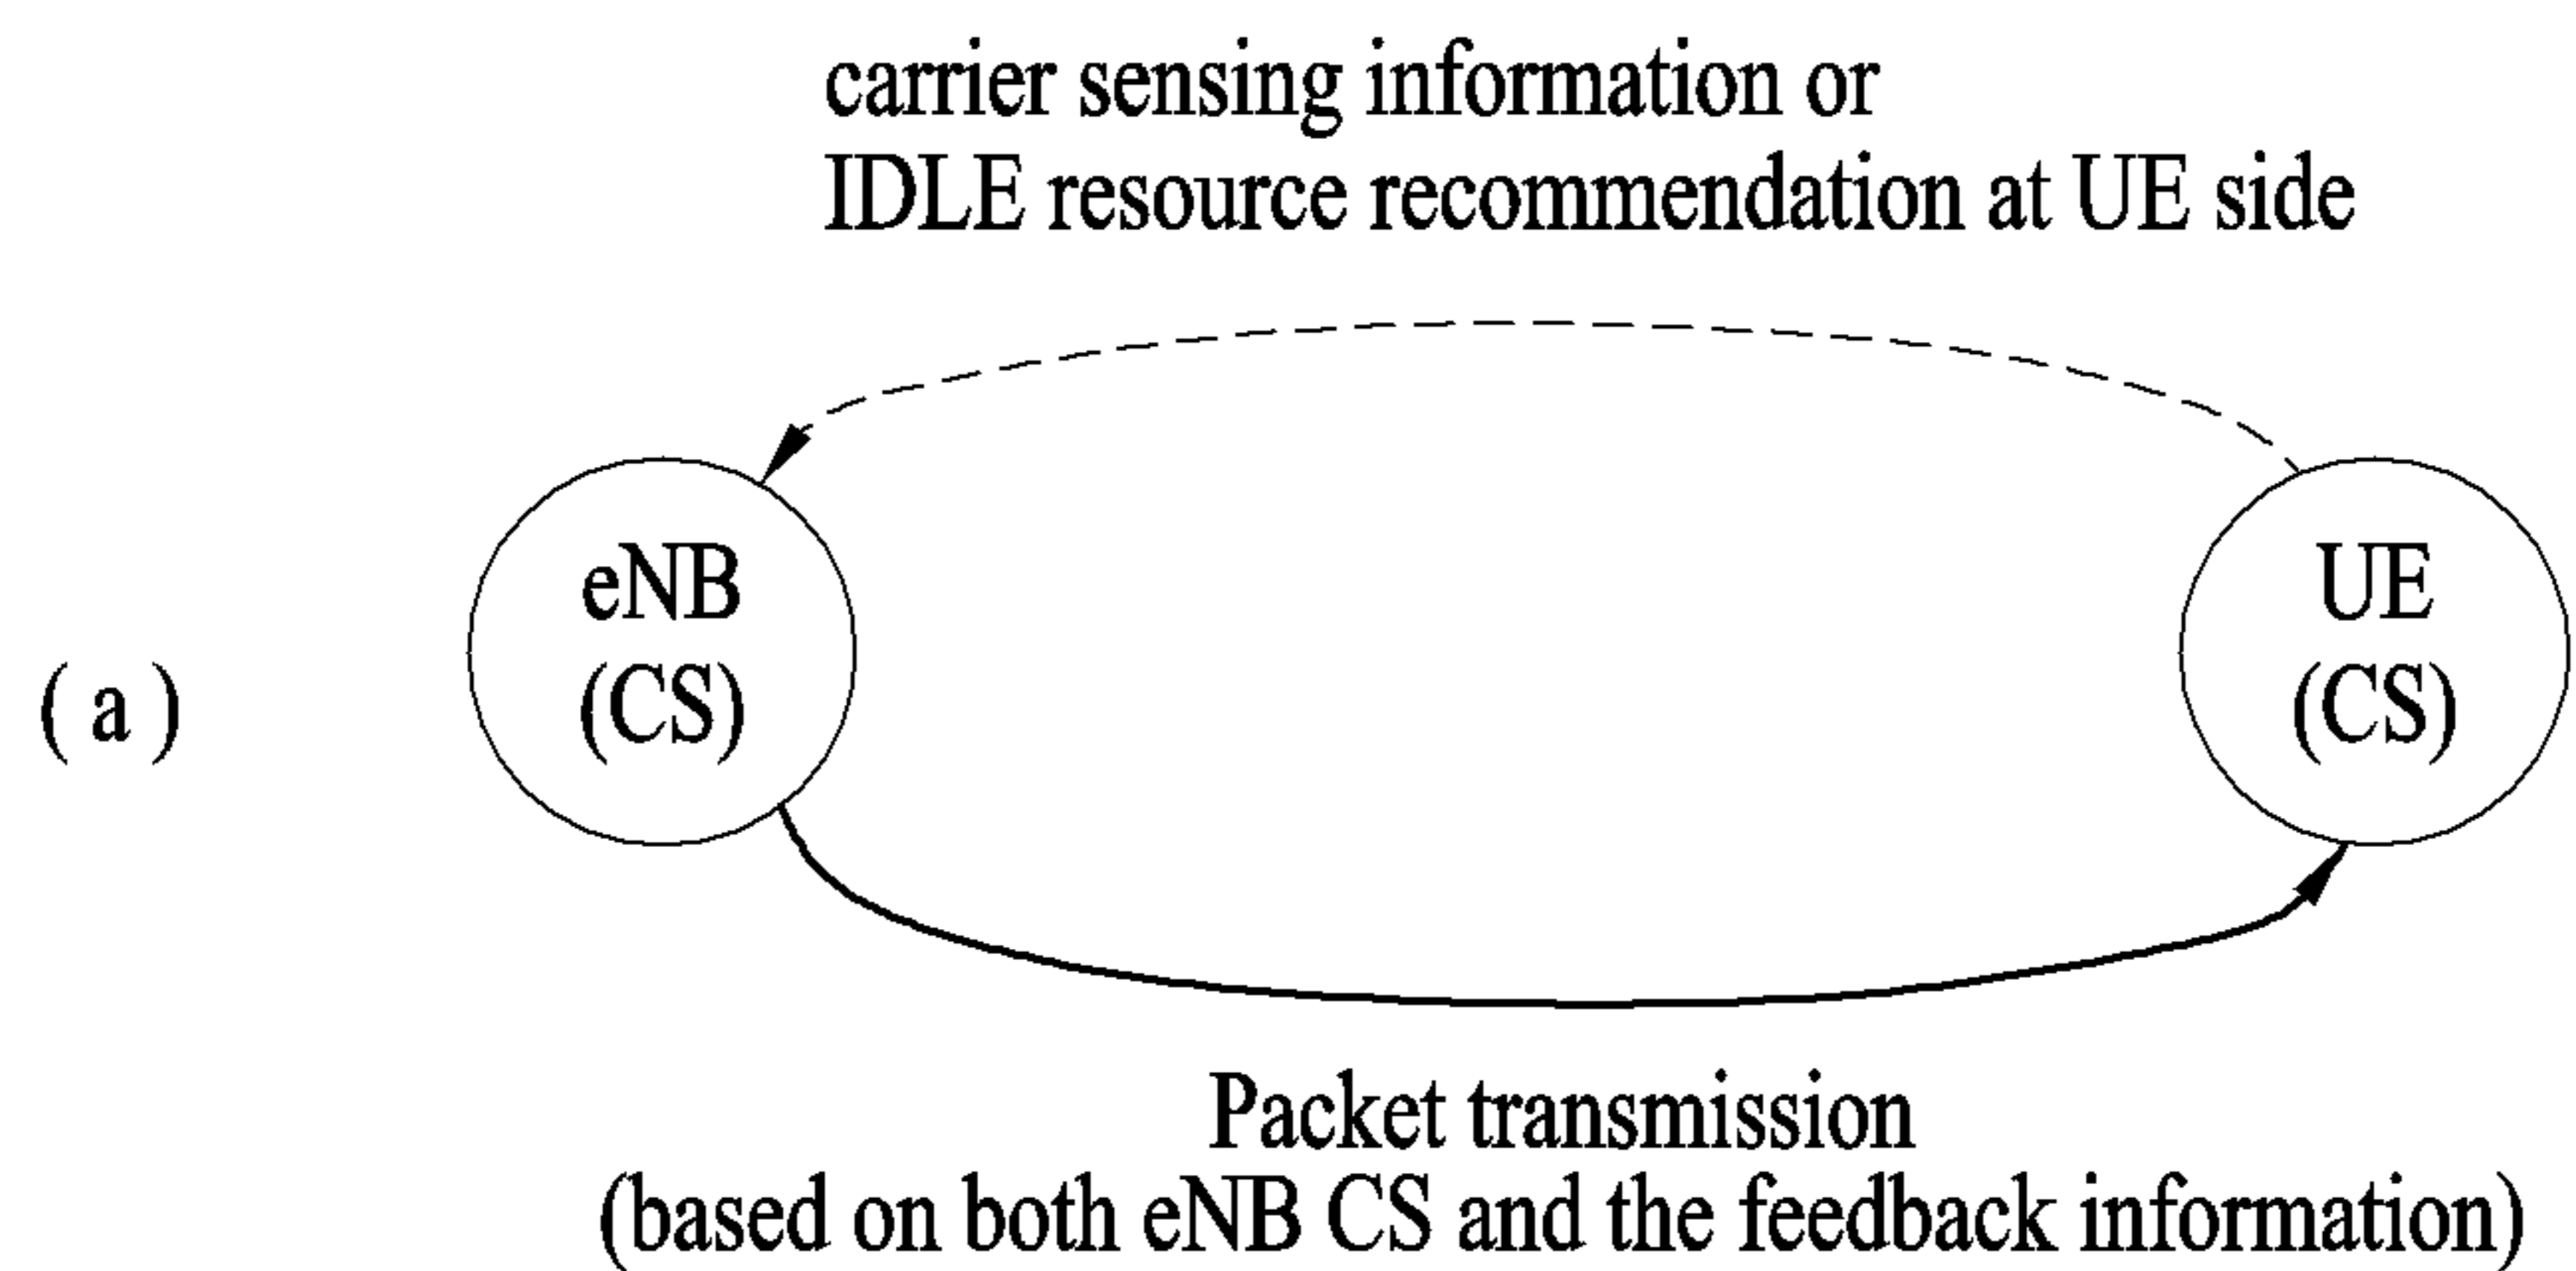 carrier sensing information or
IDLE resource recommendation at UE side
eNB
(CS)
UE
(CS)
( a )
Packet transmission
(based on both eNB CS and the feedback information)